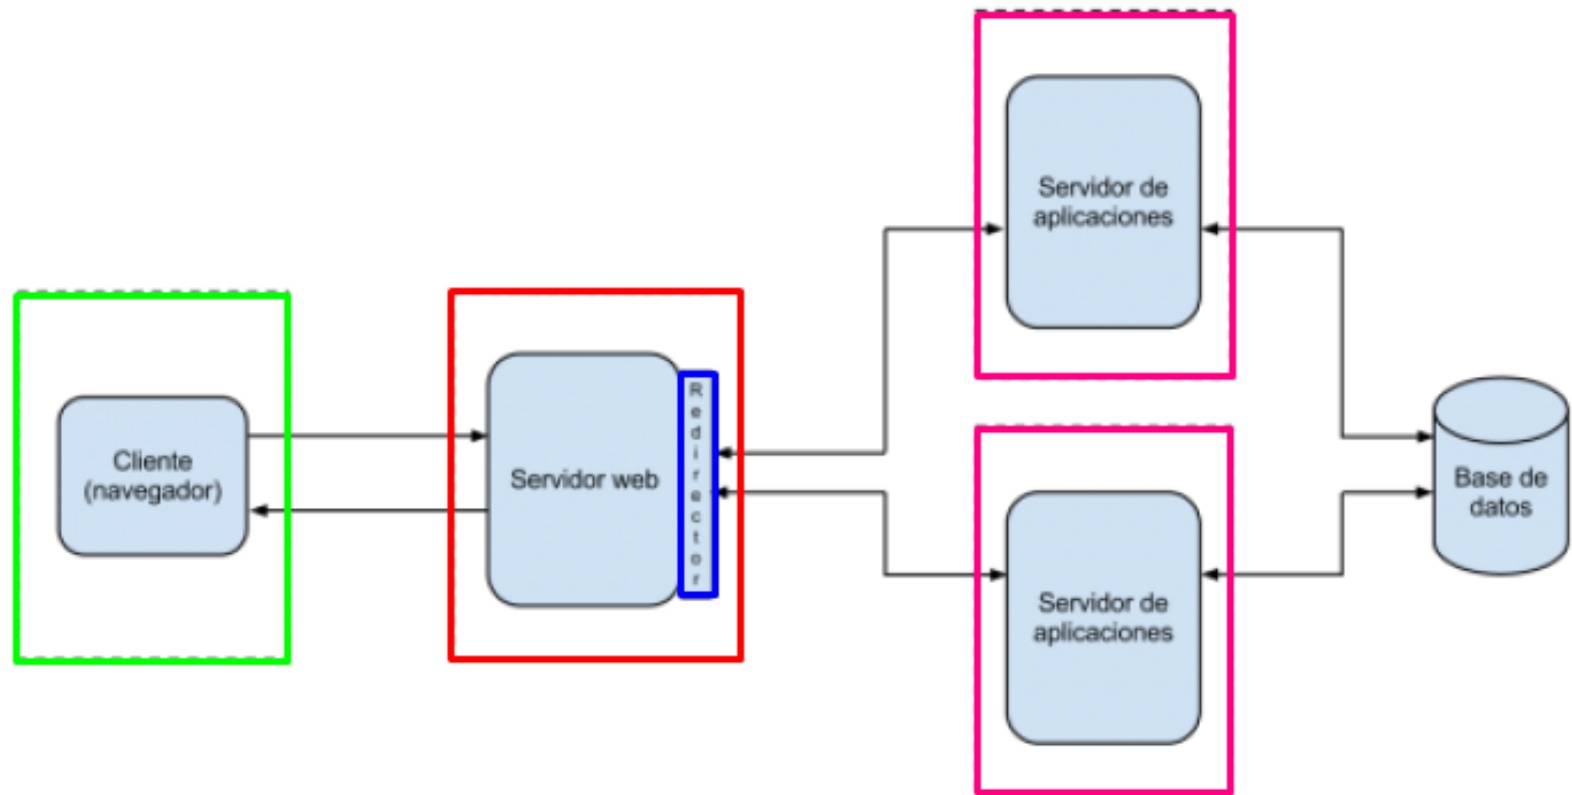 Cliente
(navegador)
Servidor web
Redirector
Servidor de
aplicaciones
Servidor de
aplicaciones
Base de
datos